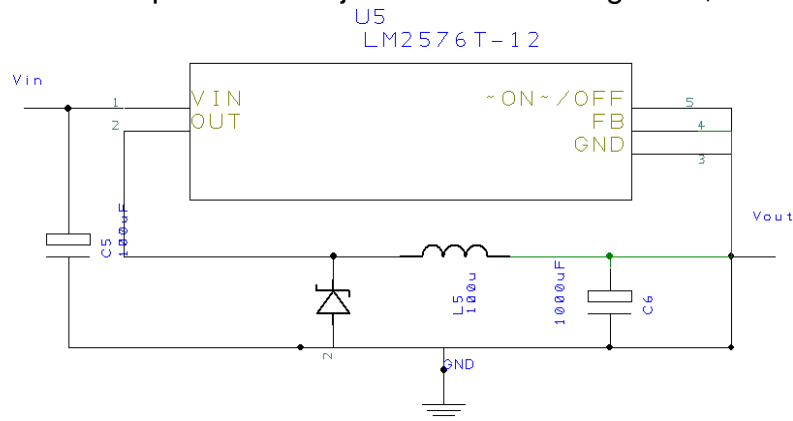 U5
LM2576T-12
Vin
1
VIN
~ON~/OFF
5
2
OUT
FB
4
GND
3
Vout
C5
100uF
L5
100u
1000uF
C6
2
GND